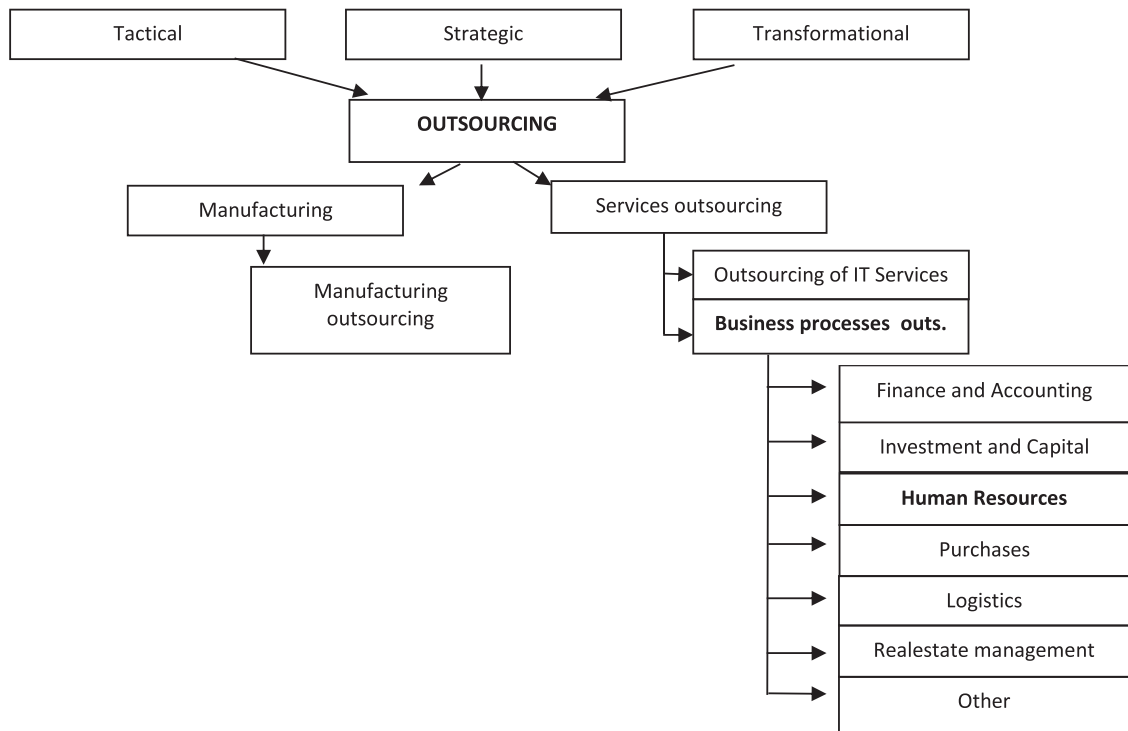 Tactical
Strategic
Transformational
OUTSOURCING
Manufacturing
Services outsourcing
Manufacturing
outsourcing
Outsourcing of IT Services
Business processes outs.
Finance and Accounting
Investment and Capital
Human Resources
Purchases
Logistics
Realestate management
Other